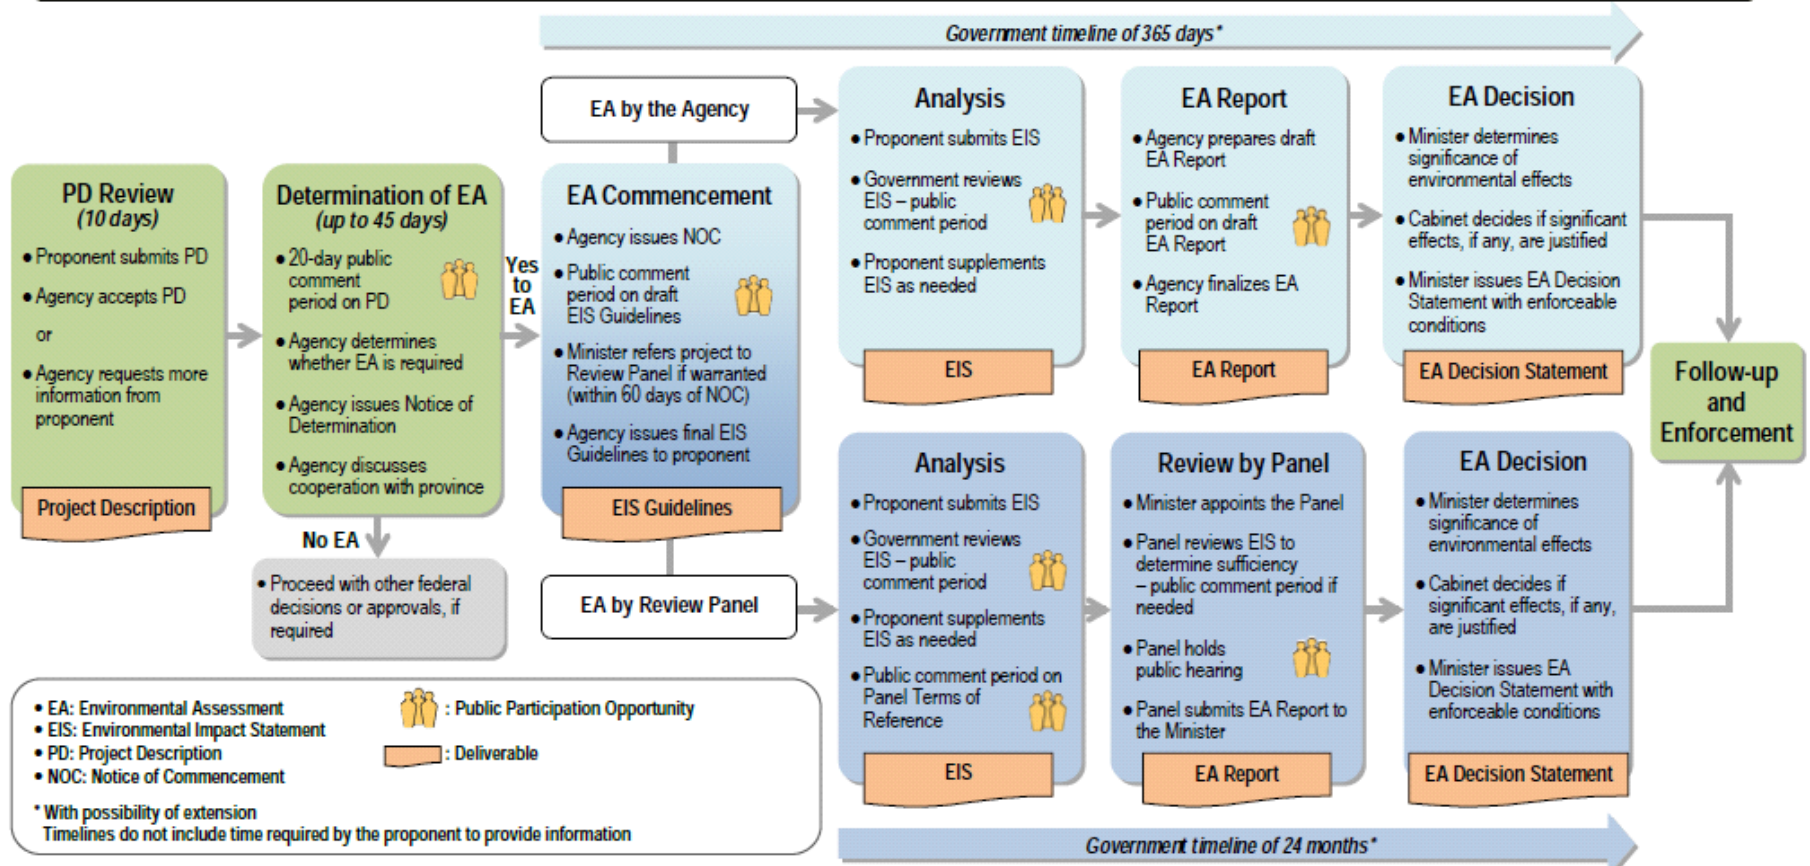 Government timeline of 365 days*
PD Review
(10 days)
• Proponent submits PD
• Agency accepts PD
or
• Agency requests more
information from
proponent
Project Description
Determination of EA
(up to 45 days)
• 20-day public
comment
period on PD
• Agency determines
whether EA is required
• Agency issues Notice of
Determination
• Agency discusses
cooperation with province
No EA
• Proceed with other federal
decisions or approvals, if
required
Yes
to
EA
EA by the Agency
EA Commencement
• Agency issues NOC
• Public comment
period on draft
EIS Guidelines
• Minister refers project to
Review Panel if warranted
(within 60 days of NOC)
• Agency issues final EIS
Guidelines to proponent
EIS Guidelines
EA by Review Panel
Analysis
• Proponent submits EIS
• Government reviews
EIS – public
comment period
• Proponent supplements
EIS as needed
EIS
EA Report
• Agency prepares draft
EA Report
• Public comment
period on draft
EA Report
• Agency finalizes EA
Report
EA Report
EA Decision
• Minister determines
significance of
environmental effects
• Cabinet decides if significant
effects, if any, are justified
• Minister issues EA Decision
Statement with enforceable
conditions
EA Decision Statement
Analysis
• Proponent submits EIS
• Government reviews
EIS – public
comment period
• Proponent supplements
EIS as needed
• Public comment period on
Panel Terms of
Reference
EIS
Review by Panel
• Minister appoints the Panel
• Panel reviews EIS to
determine sufficiency
– public comment period if
needed
• Panel holds
public hearing
• Panel submits EA Report to
the Minister
EA Report
EA Decision
• Minister determines
significance of
environmental effects
• Cabinet decides if
significant effects, if any,
are justified
• Minister issues EA
Decision Statement with
enforceable conditions
EA Decision Statement
Follow-up
and
Enforcement
• EA: Environmental Assessment
• EIS: Environmental Impact Statement
• PD: Project Description
• NOC: Notice of Commencement
: Public Participation Opportunity
: Deliverable
* With possibility of extension
Timelines do not include time required by the proponent to provide information
Government timeline of 24 months*